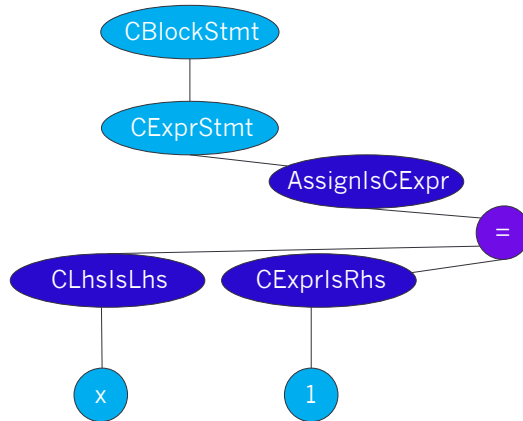 CBlockStmt
CExprStmt
AssignIsCExpr
=
CLhsIsLhs
CExprIsRhs
x
1